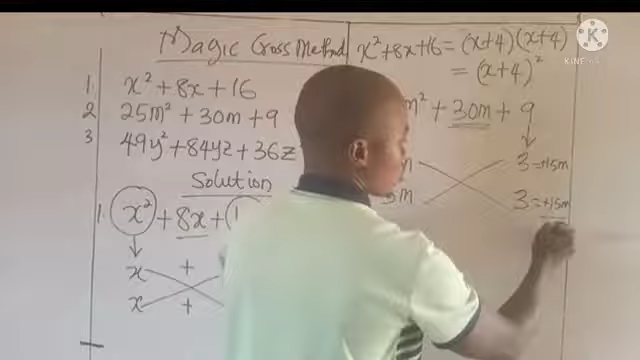 Magic Cross Method
1. x² + 8x + 16
2 25m² + 30m + 9
3 49y² + 84yz + 36z
Solution
1. x² + 8x +
x +
x +
x² + 8x + 16 = (x+4)(x+4)
= (x+4)²
m² + 30m + 9
m 3 = +15m
5m 3 = +15m
KINE